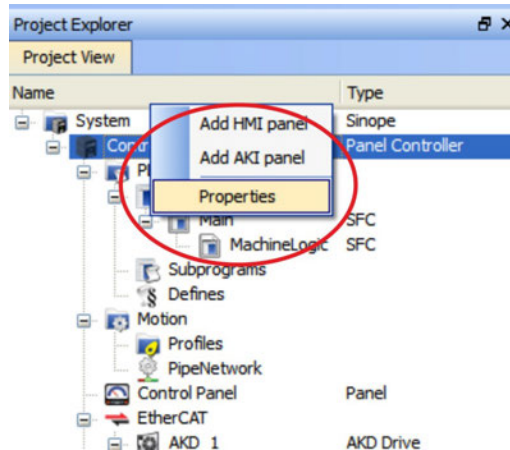 Project Explorer
Project View
Name Type
System Sinope
Add HMI panel
Panel Controller
Add AKI panel
Properties
Main SFC
MachineLogic SFC
Subprograms
Defines
Motion
Profiles
PipeNetwork
Control Panel Panel
EtherCAT
AKD 1 AKD Drive